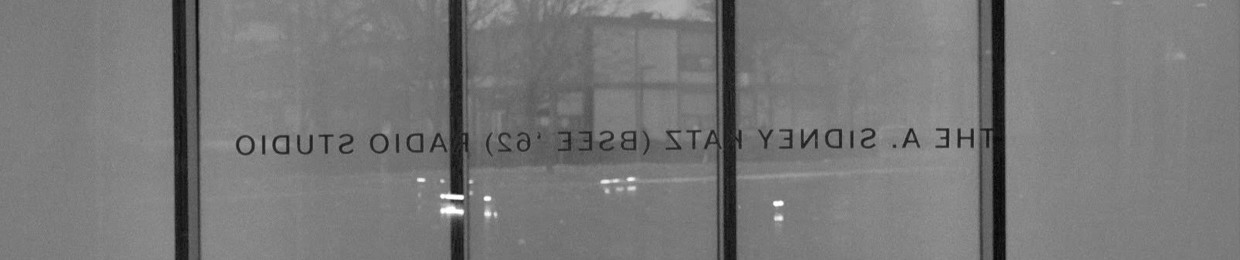 THE A. SIDNEY KATZ (BSEE '62) RADIO STUDIO